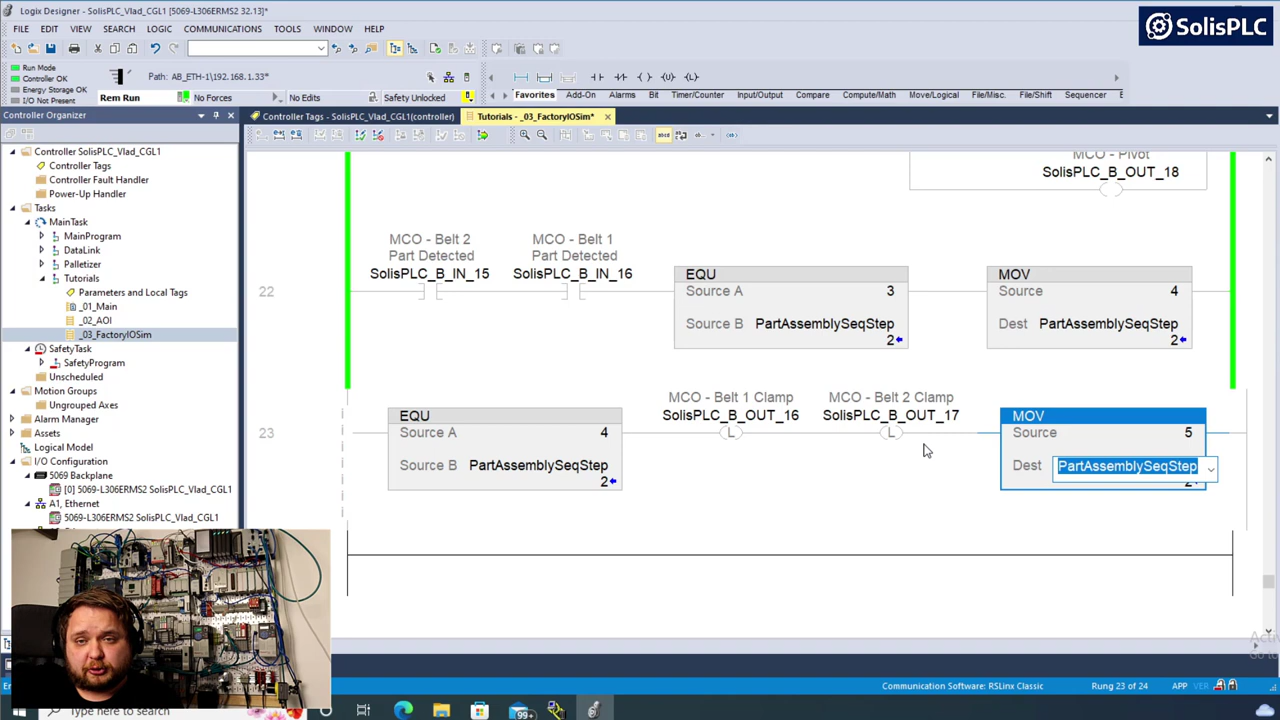 Logix Designer - SolisPLC_Vlad_CGL1 [5069-L306ERMS2 32.13]*
SolisPLC
FILE EDIT VIEW SEARCH LOGIC COMMUNICATIONS TOOLS WINDOW HELP
Run Mode
Controller OK
Energy Storage OK
I/O Not Present
Path: AB_ETH-1\192.168.1.33*
Rem Run
No Forces
No Edits
Safety Unlocked
Favorites Add-On Alarms Bit Timer/Counter Input/Output Compare Compute/Math Move/Logical File/Misc. File/Shift Sequencer E
Controller Organizer
Controller Tags - SolisPLC_Vlad_CGL1(controller)
Tutorials - _03_FactoryIOSim*
Controller SolisPLC_Vlad_CGL1
Controller Tags
Controller Fault Handler
Power-Up Handler
Tasks
MainTask
MainProgram
DataLink
Palletizer
Tutorials
Parameters and Local Tags
_01_Main
_02_AOI
_03_FactoryIOSim
SafetyTask
SafetyProgram
Unscheduled
Motion Groups
Ungrouped Axes
Alarm Manager
Assets
Logical Model
I/O Configuration
5069 Backplane
[0] 5069-L306ERMS2 SolisPLC_Vlad_CGL1
A1, Ethernet
5069-L306ERMS2 SolisPLC_Vlad_CGL1
MCO - Pivot
SolisPLC_B_OUT_18
22
MCO - Belt 2
Part Detected
SolisPLC_B_IN_15
MCO - Belt 1
Part Detected
SolisPLC_B_IN_16
EQU
Source A 3
Source B PartAssemblySeqStep
2
MOV
Source 4
Dest PartAssemblySeqStep
2
23
EQU
Source A 4
Source B PartAssemblySeqStep
2
MCO - Belt 1 Clamp
SolisPLC_B_OUT_16
L
MCO - Belt 2 Clamp
SolisPLC_B_OUT_17
L
MOV
Source 5
Dest PartAssemblySeqStep
Communication Software: RSLinx Classic
Rung 23 of 24
APP
VER
Type here to search
99+